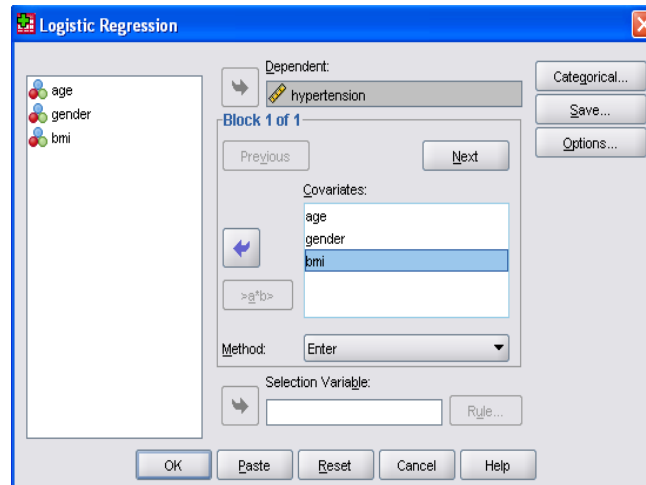 Logistic Regression
age
gender
bmi
Dependent:
hypertension
Block 1 of 1
Previous
Next
Covariates:
age
gender
bmi
>a*b>
Method:
Enter
Selection Variable:
Rule...
Categorical...
Save...
Options...
OK
Paste
Reset
Cancel
Help